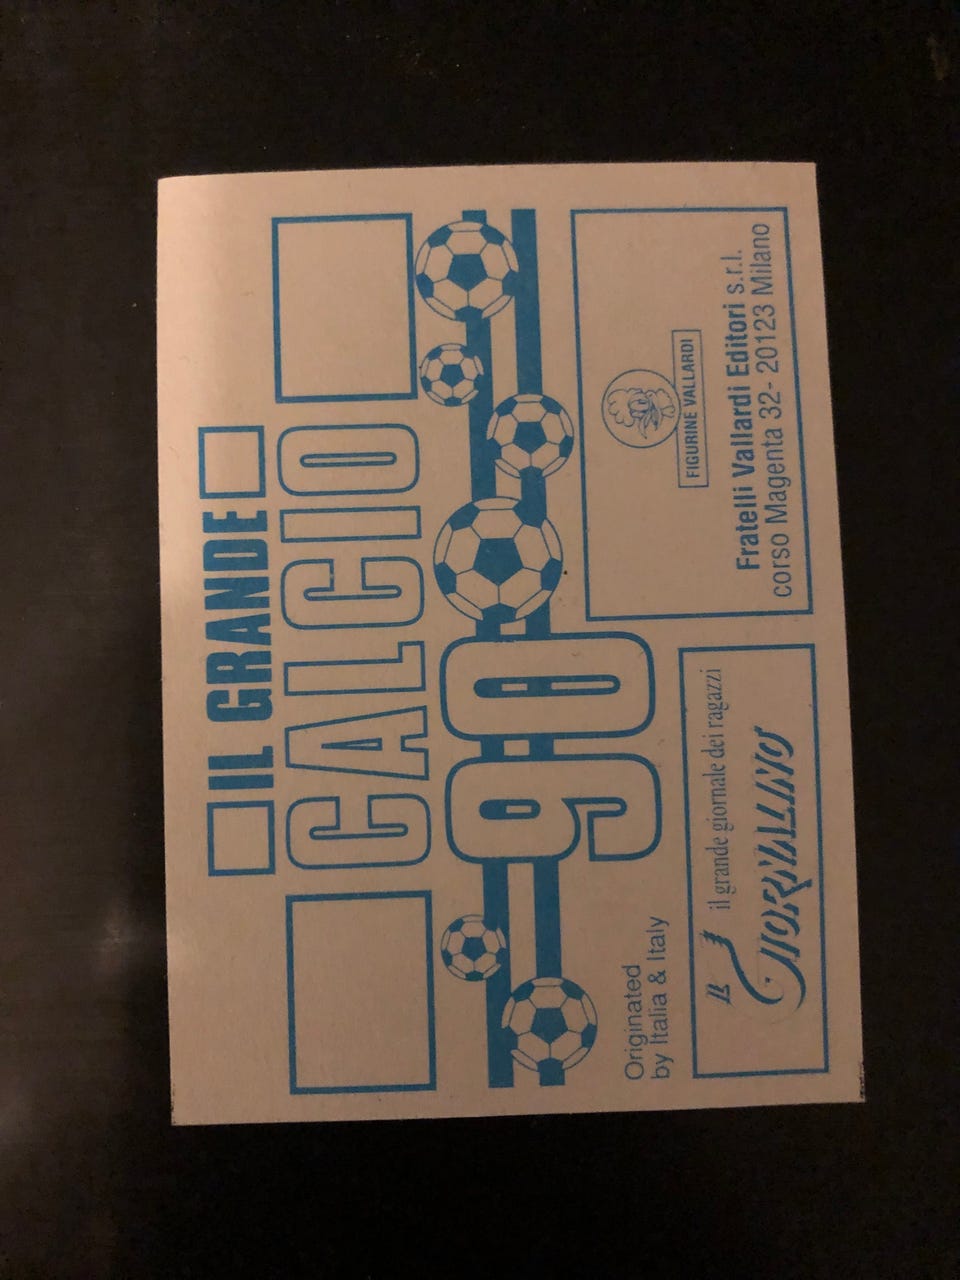 IL GRANDE
CALCIO
90
Originated
by Italia & Italy
IL
GIORNALINO
il grande giornale dei ragazzi
FIGURINE VALLARDI
Fratelli Vallardi Editori s.r.l.
corso Magenta 32- 20123 Milano